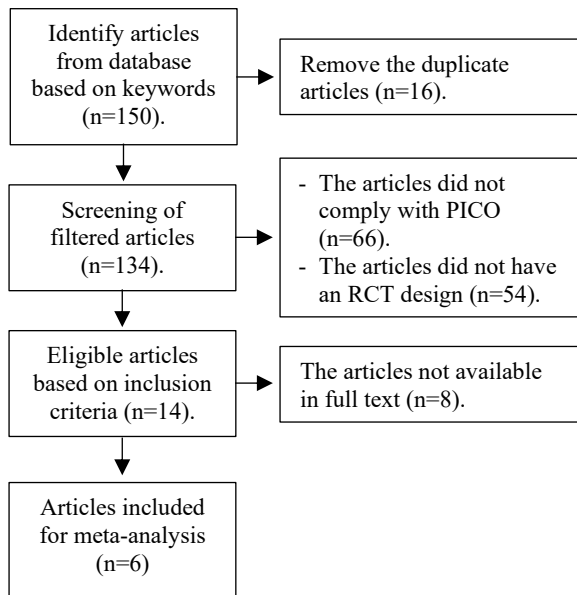 Identify articles
from database
based on keywords
(n=150).
Remove the duplicate
articles (n=16).
Screening of
filtered articles
(n=134).
- The articles did not
comply with PICO
(n=66).
- The articles did not have
an RCT design (n=54).
Eligible articles
based on inclusion
criteria (n=14).
The articles not available
in full text (n=8).
Articles included
for meta-analysis
(n=6)